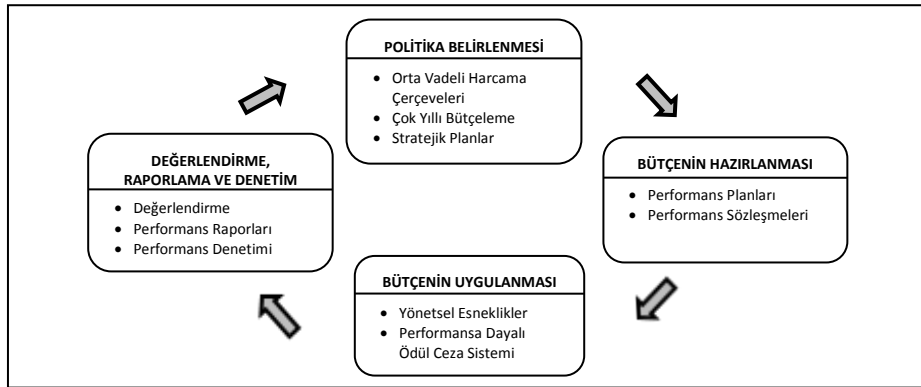 POLİTİKA BELİRLENMESİ
• Orta Vadeli Harcama
Çerçeveleri
• Çok Yıllı Bütçeleme
• Stratejik Planlar
DEĞERLENDİRME,
RAPORLAMA VE DENETİM
• Değerlendirme
• Performans Raporları
• Performans Denetimi
BÜTÇENİN HAZIRLANMASI
• Performans Planları
• Performans Sözleşmeleri
BÜTÇENİN UYGULANMASI
• Yönetsel Esneklikler
• Performansa Dayalı
Ödül Ceza Sistemi